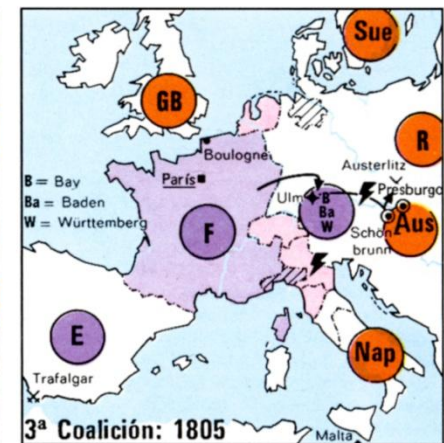 Sue
GB
R
Boulogne
Austerlitz
B = Bay
París
Presburgo
Ba = Baden
Ulm
B
Ba
W
W = Württemberg
F
Schön
brunn
Aus
E
Nap
Trafalgar
3ª Coalición: 1805
Malta